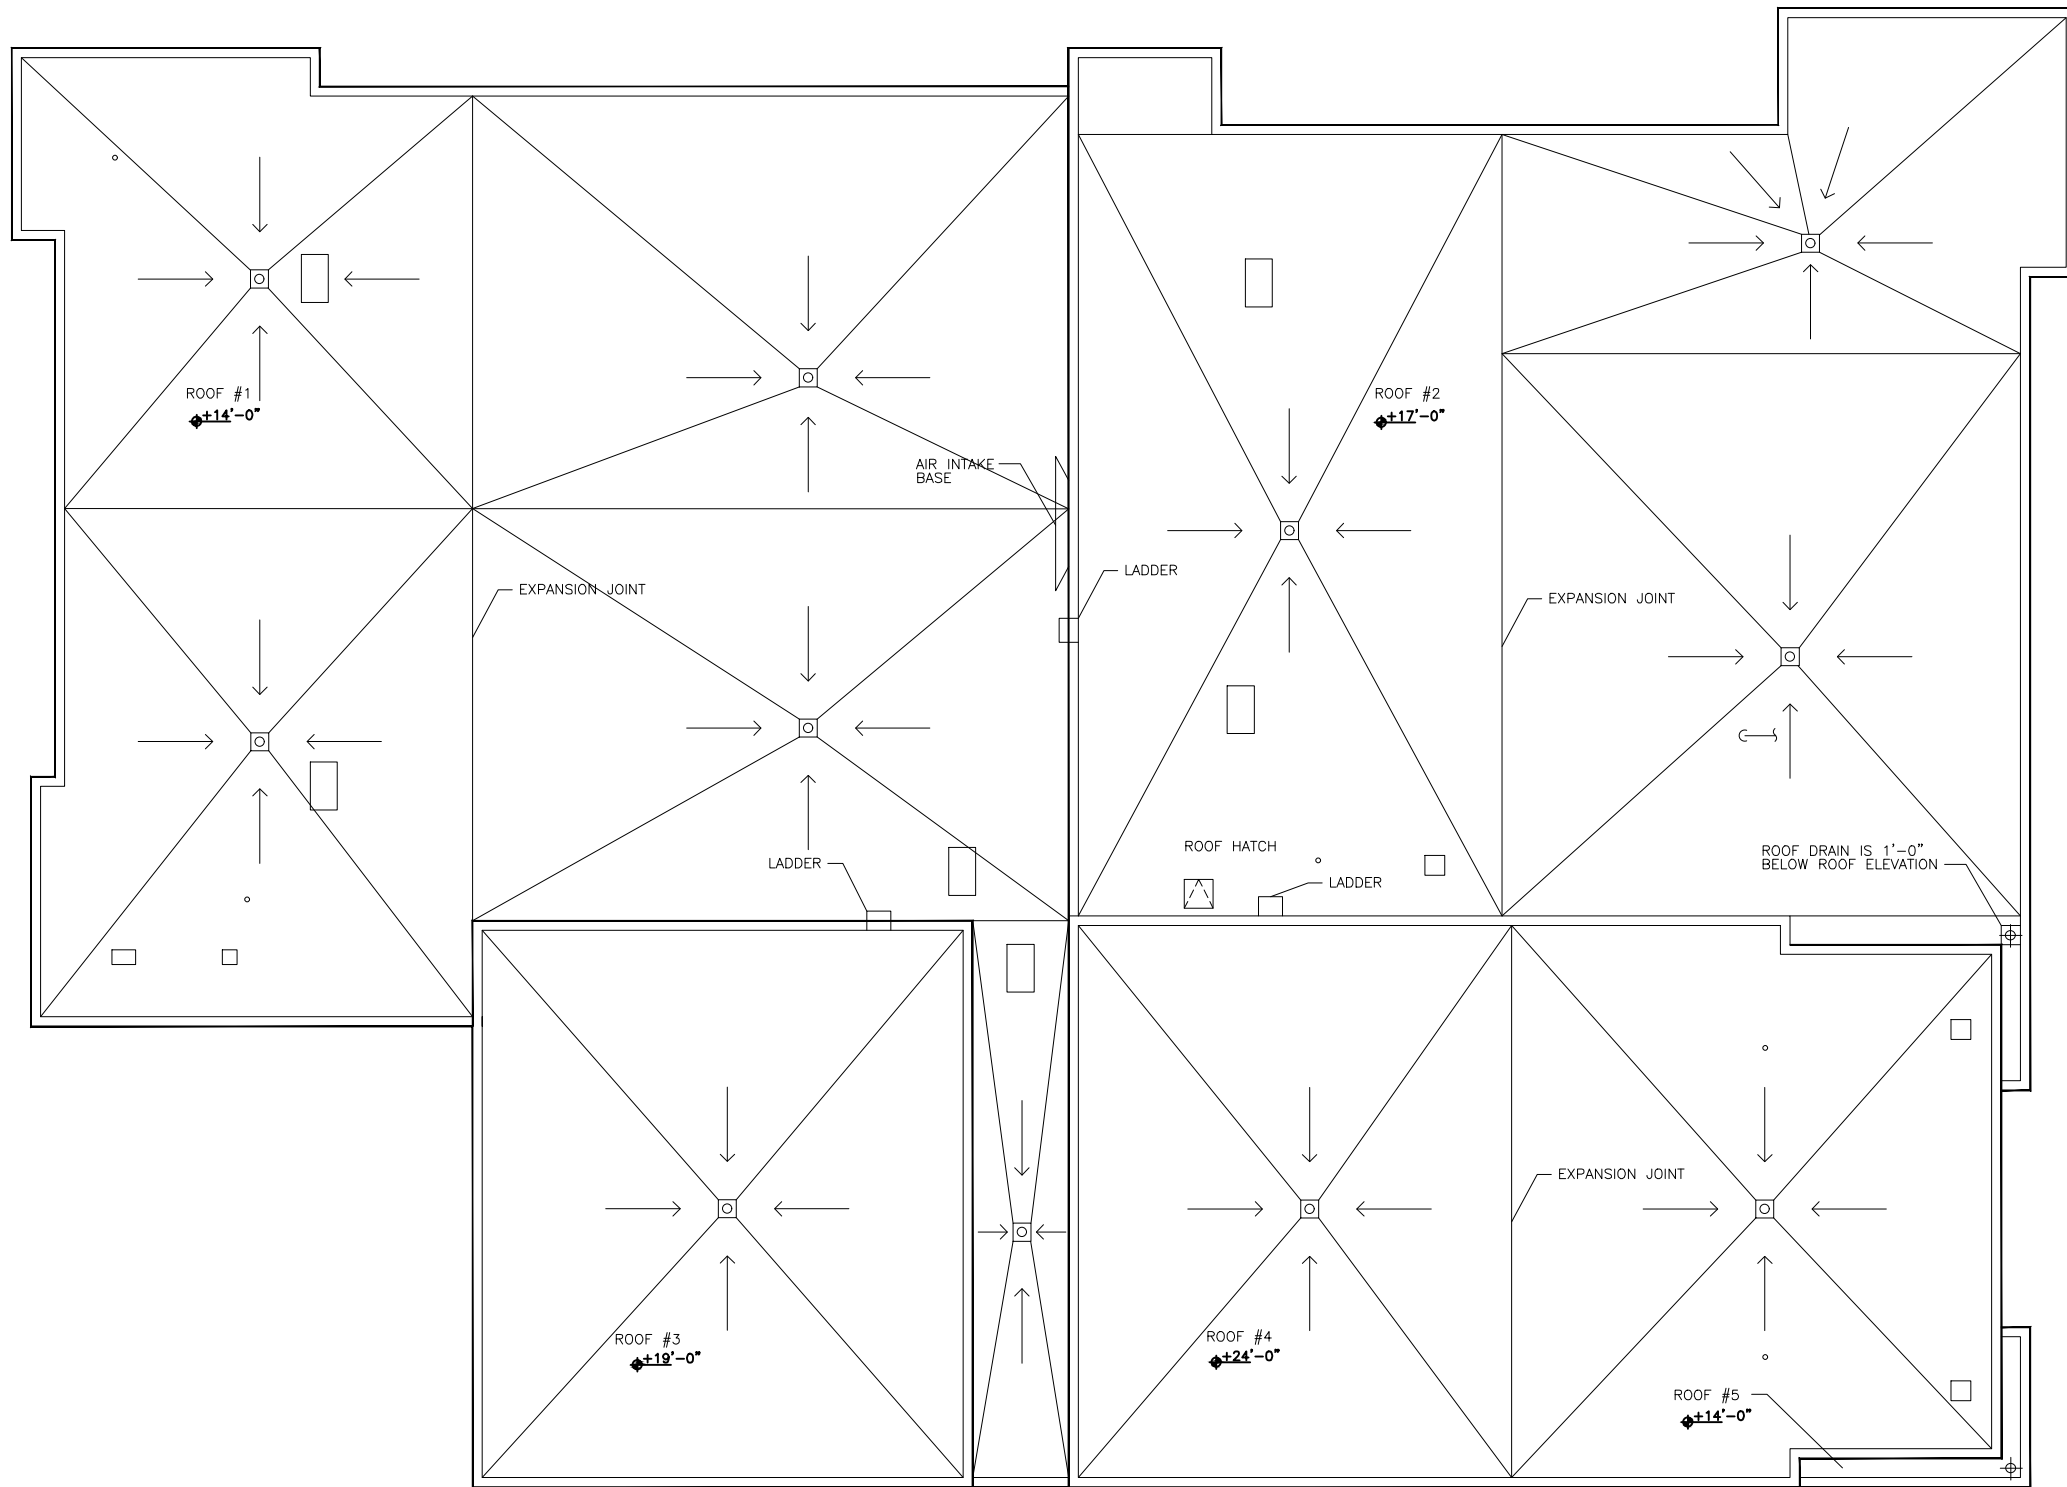 ROOF #1
+14'-0"
ROOF #2
+17'-0"
AIR INTAKE
BASE
LADDER
EXPANSION JOINT
EXPANSION JOINT
ROOF HATCH
LADDER
LADDER
ROOF DRAIN IS 1'-0"
BELOW ROOF ELEVATION
EXPANSION JOINT
ROOF #3
+19'-0"
ROOF #4
+24'-0"
ROOF #5
+14'-0"